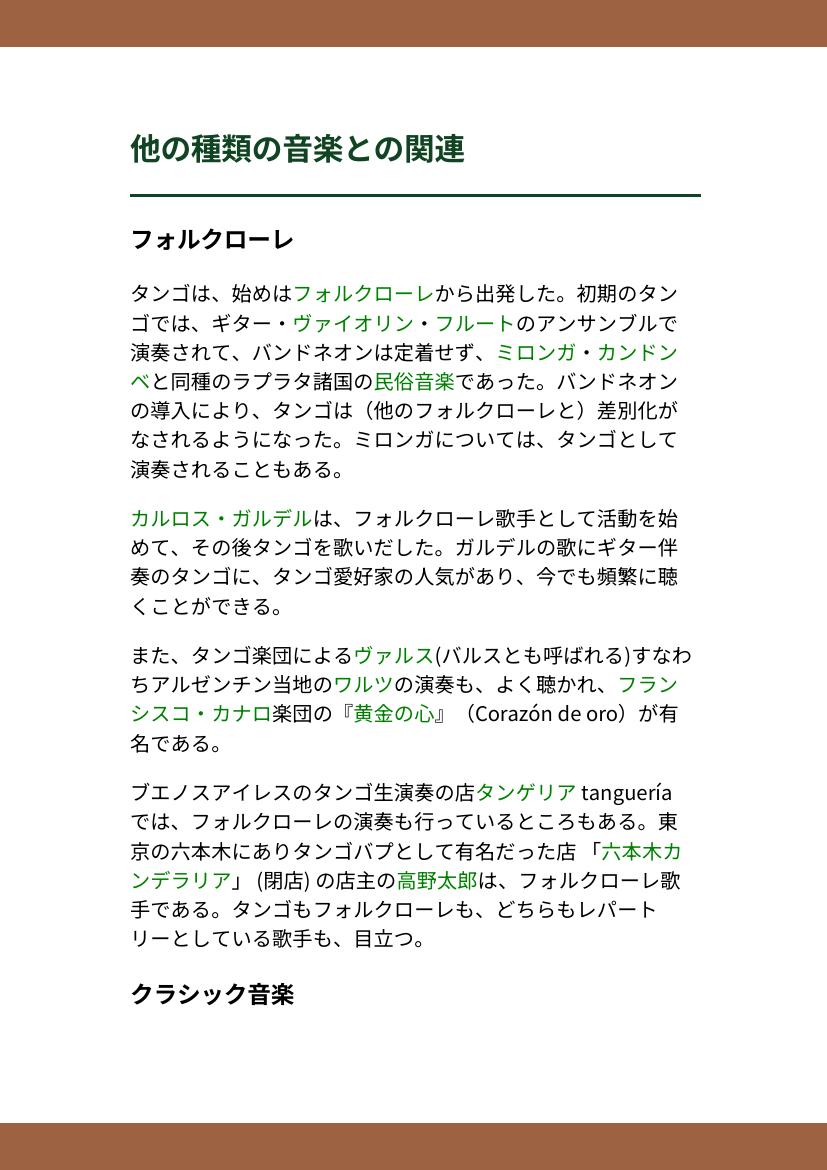 他の種類の音楽との関連
フォルクローレ
タンゴは、始めはフォルクローレから出発した。初期のタン
ゴでは、ギター・ヴァイオリン・フルートのアンサンブルで
演奏されて、バンドネオンは定着せず、ミロンガ・カンドン
ベと同種のラプラタ諸国の民俗音楽であった。バンドネオン
の導入により、タンゴは（他のフォルクローレと）差別化が
なされるようになった。ミロンガについては、タンゴとして
演奏されることもある。
カルロス・ガルデルは、フォルクローレ歌手として活動を始
めて、その後タンゴを歌いだした。ガルデルの歌にギター伴
奏のタンゴに、タンゴ愛好家の人気があり、今でも頻繁に聴
くことができる。
また、タンゴ楽団によるヴァルス(バルスとも呼ばれる)すなわ
ちアルゼンチン当地のワルツの演奏も、よく聴かれ、フラン
シスコ・カナロ楽団の『黄金の心』（Corazón de oro）が有
名である。
ブエノスアイレスのタンゴ生演奏の店タンゲリア tanguería
では、フォルクローレの演奏も行っているところもある。東
京の六本木にありタンゴバプとして有名だった店 「六本木カ
ンデラリア」 (閉店) の店主の高野太郎は、フォルクローレ歌
手である。タンゴもフォルクローレも、どちらもレパート
リーとしている歌手も、目立つ。
クラシック音楽